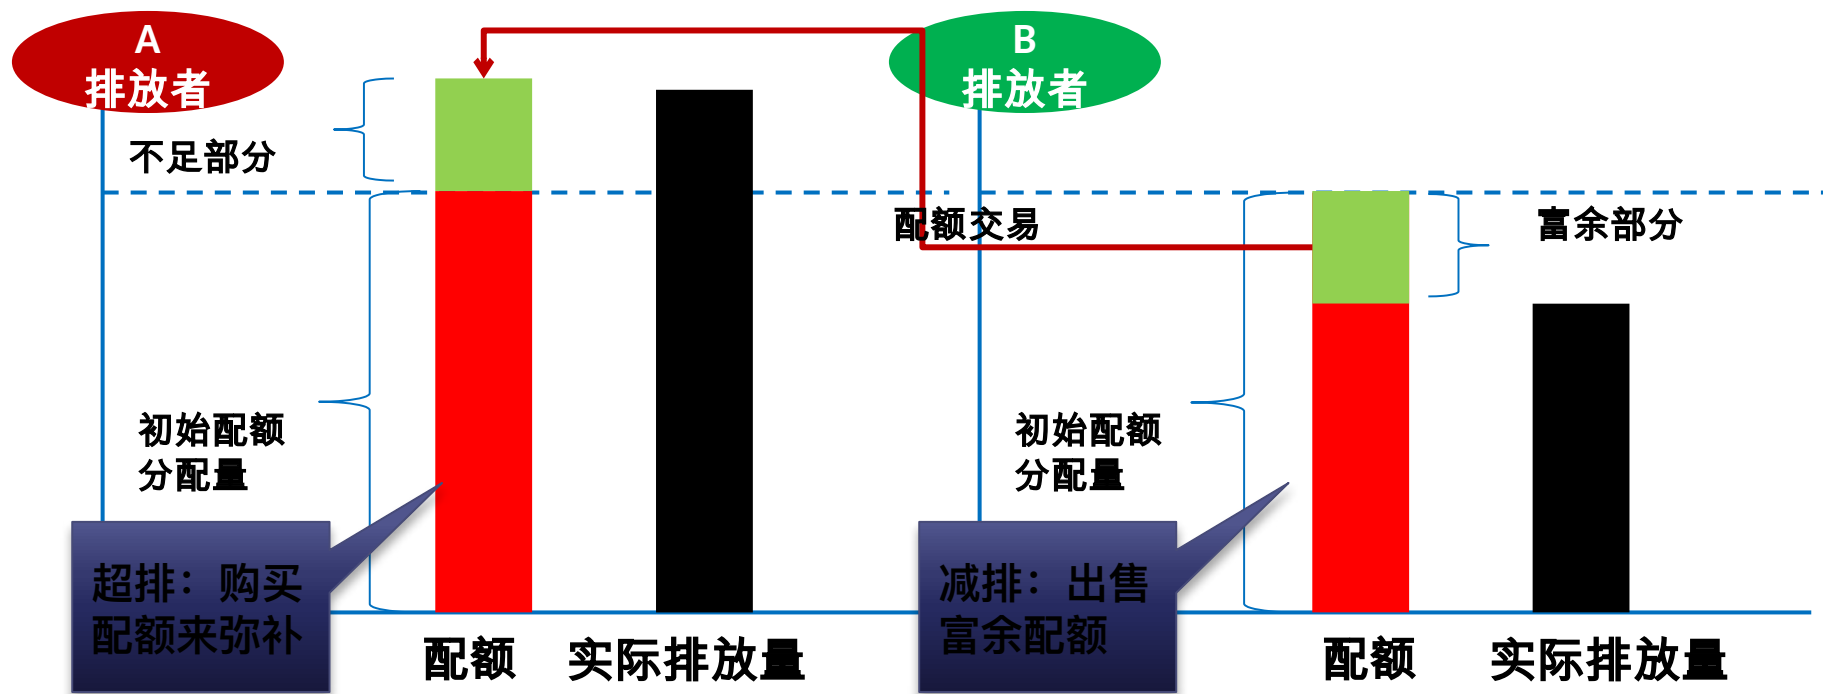 A
排放者
不足部分
初始配额
分配量
超排：购买
配额来弥补
配额
实际排放量
B
排放者
配额交易
富余部分
初始配额
分配量
减排：出售
富余配额
配额
实际排放量